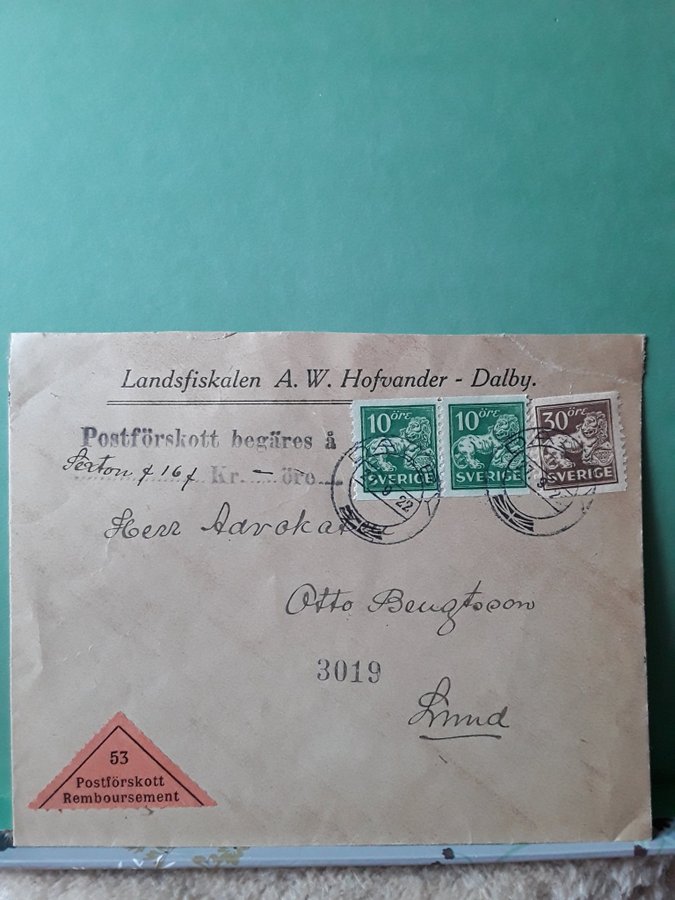 Landsfiskalen A. W. Hofvander - Dalby.
Postförskott begäres å
Sexton f 16 f Kr. — öre
10 ÖRE SVERIGE
10 ÖRE SVERIGE
30 ÖRE SVERIGE
22
Herr Advokaten
Otto Bengtsson
3019
Lund
53
Postförskott
Remboursement